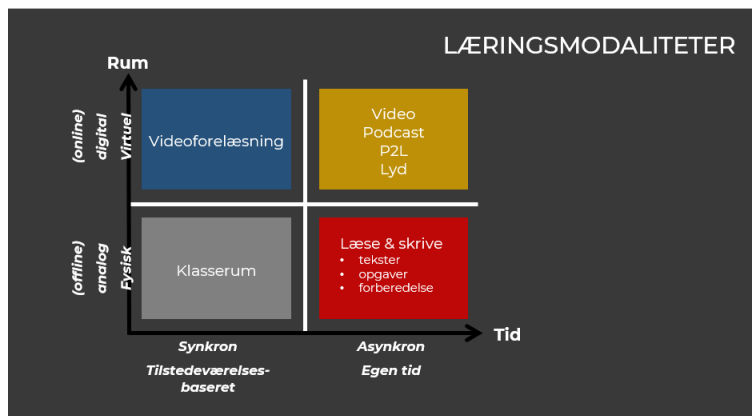 LÆRINGSMODALITETER
Rum
(online)
digital
Virtuel
Videoforelæsning
Video
Podcast
P2L
Lyd
(offline)
analog
Fysisk
Klasserum
Læse & skrive
• tekster
• opgaver
• forberedelse
Tid
Synkron
Tilstedeværelses-
baseret
Asynkron
Egen tid